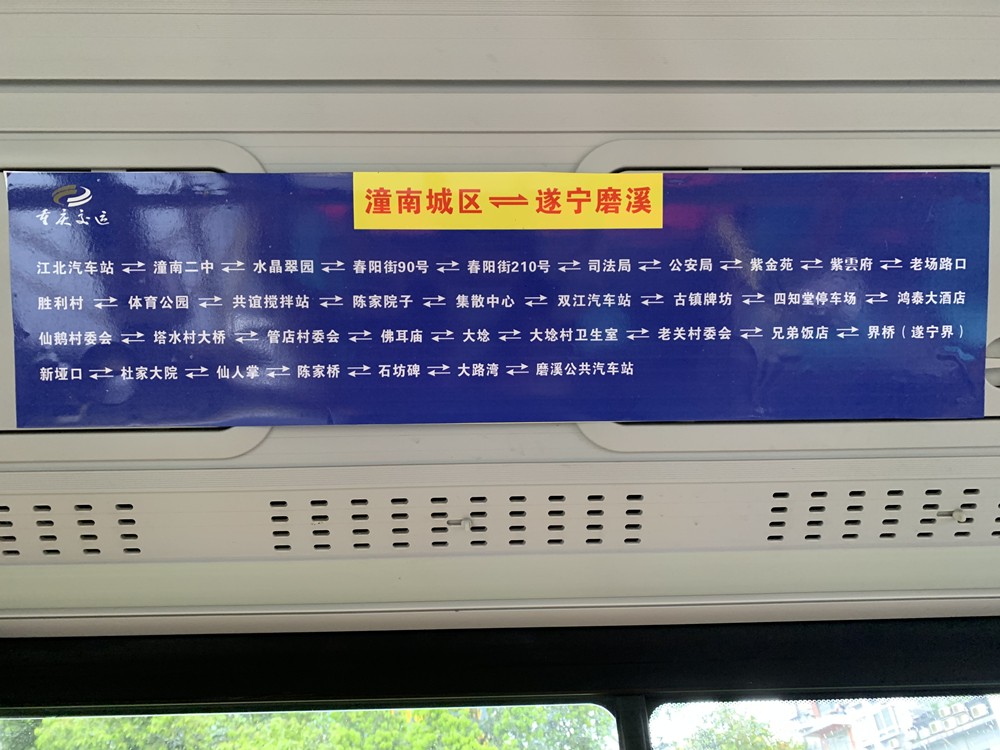 潼南城区 ⇌ 遂宁磨溪
重庆交运
江北汽车站 ⇌ 潼南二中 ⇌ 水晶翠园 ⇌ 春阳街90号 ⇌ 春阳街210号 ⇌ 司法局 ⇌ 公安局 ⇌ 紫金苑 ⇌ 紫雲府 ⇌ 老场路口
胜利村 ⇌ 体育公园 ⇌ 共谊搅拌站 ⇌ 陈家院子 ⇌ 集散中心 ⇌ 双江汽车站 ⇌ 古镇牌坊 ⇌ 四知堂停车场 ⇌ 鸿泰大酒店
仙鹅村委会 ⇌ 塔水村大桥 ⇌ 管店村委会 ⇌ 佛耳庙 ⇌ 大埝 ⇌ 大埝村卫生室 ⇌ 老关村委会 ⇌ 兄弟饭店 ⇌ 界桥（遂宁界）
新垭口 ⇌ 杜家大院 ⇌ 仙人掌 ⇌ 陈家桥 ⇌ 石坊碑 ⇌ 大路湾 ⇌ 磨溪公共汽车站